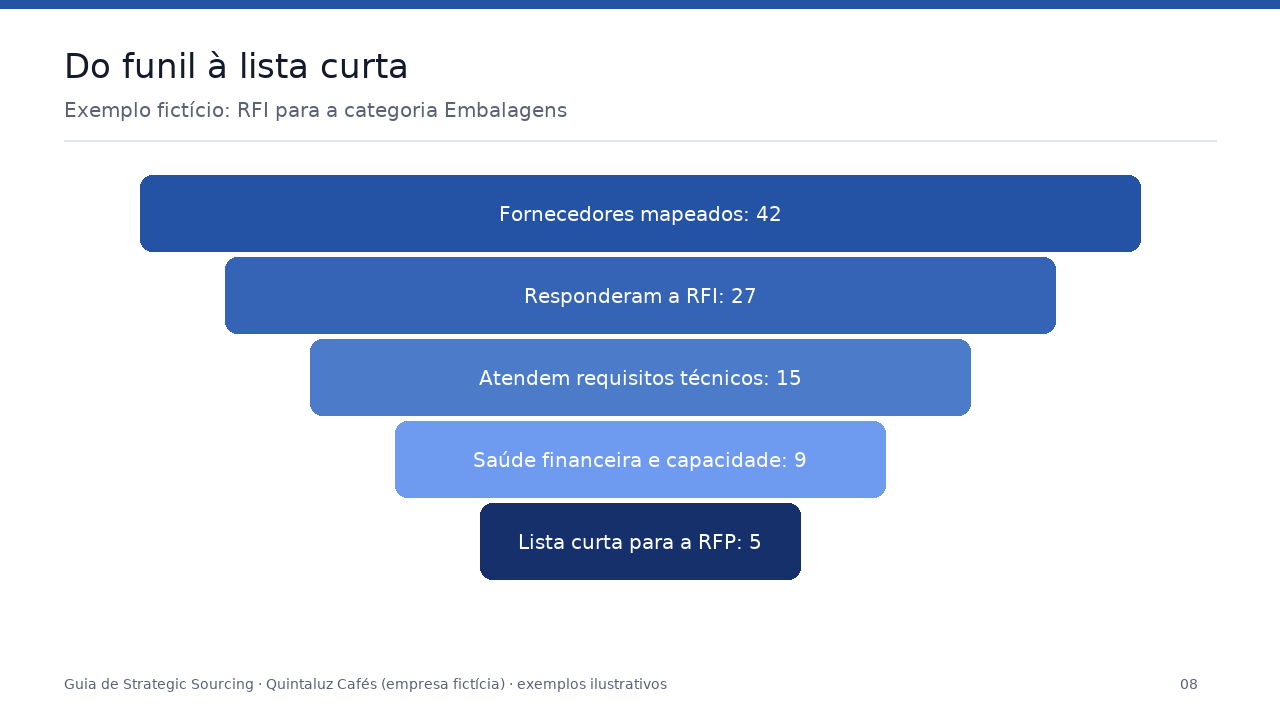 Do funil à lista curta
Exemplo fictício: RFI para a categoria Embalagens
Fornecedores mapeados: 42
Responderam a RFI: 27
Atendem requisitos técnicos: 15
Saúde financeira e capacidade: 9
Lista curta para a RFP: 5
Guia de Strategic Sourcing · Quintaluz Cafés (empresa fictícia) · exemplos ilustrativos
08